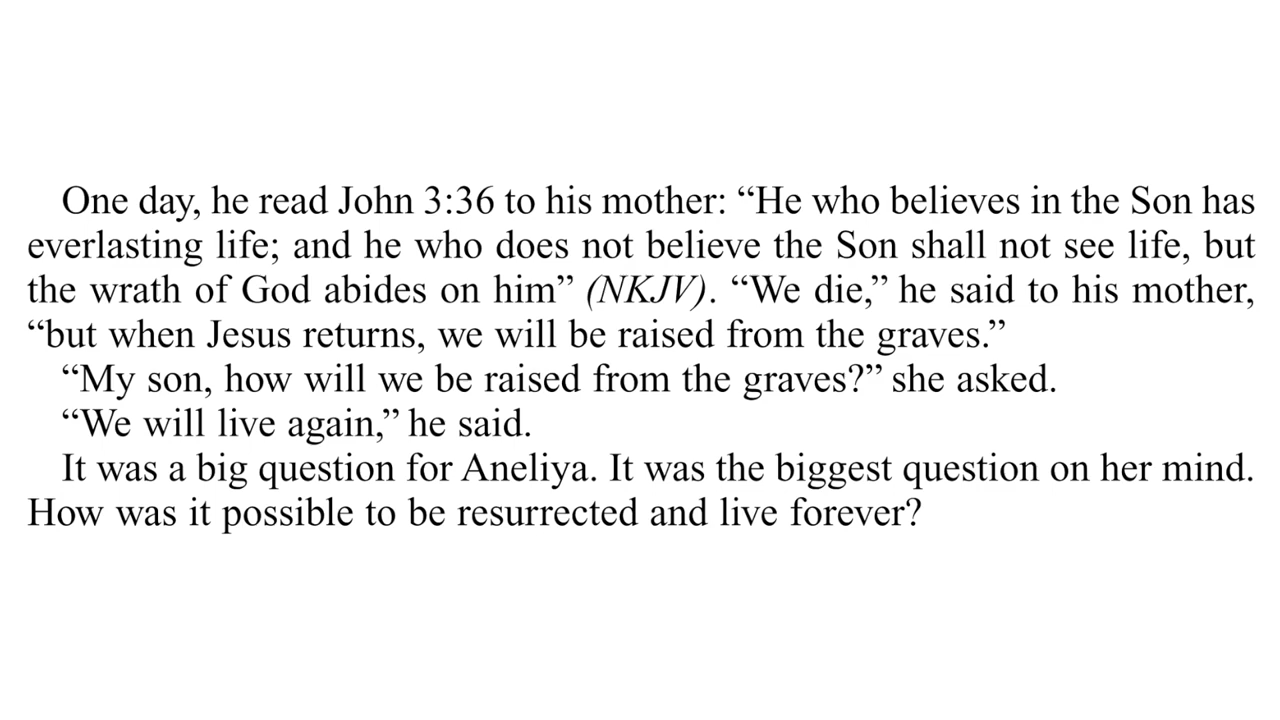 One day, he read John 3:36 to his mother: “He who believes in the Son has
everlasting life; and he who does not believe the Son shall not see life, but
the wrath of God abides on him” (NKJV). “We die,” he said to his mother,
“but when Jesus returns, we will be raised from the graves.”
“My son, how will we be raised from the graves?” she asked.
“We will live again,” he said.
It was a big question for Aneliya. It was the biggest question on her mind.
How was it possible to be resurrected and live forever?